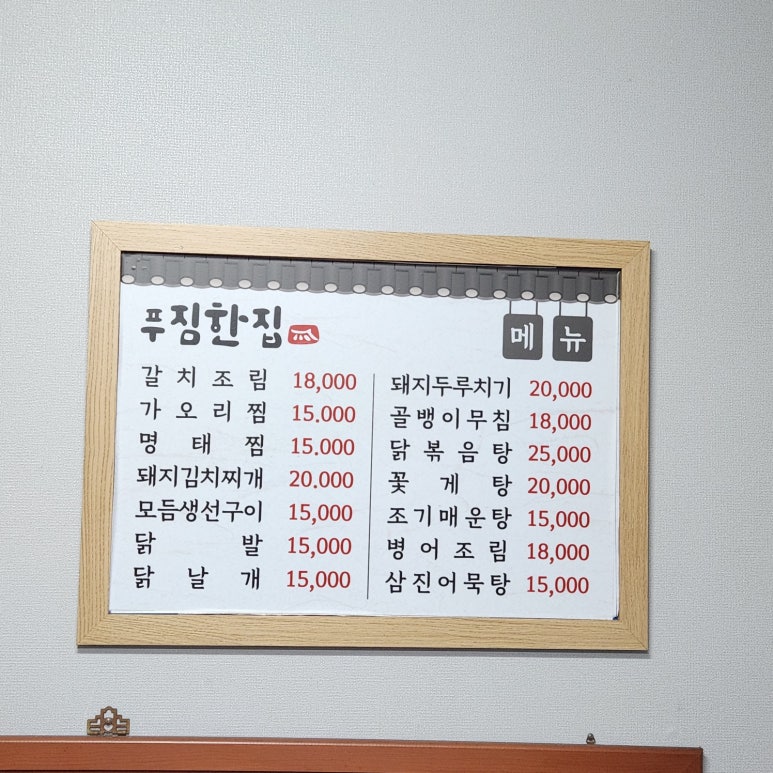 푸짐한집
메뉴
갈치조림 18,000
가오리찜 15.000
명태찜 15.000
돼지김치찌개 20.000
모듬생선구이 15,000
닭발 15,000
닭날개 15,000
돼지두루치기 20,000
골뱅이무침 18,000
닭볶음탕 25,000
꽃게탕 20,000
조기매운탕 15,000
병어조림 18,000
삼진어묵탕 15,000